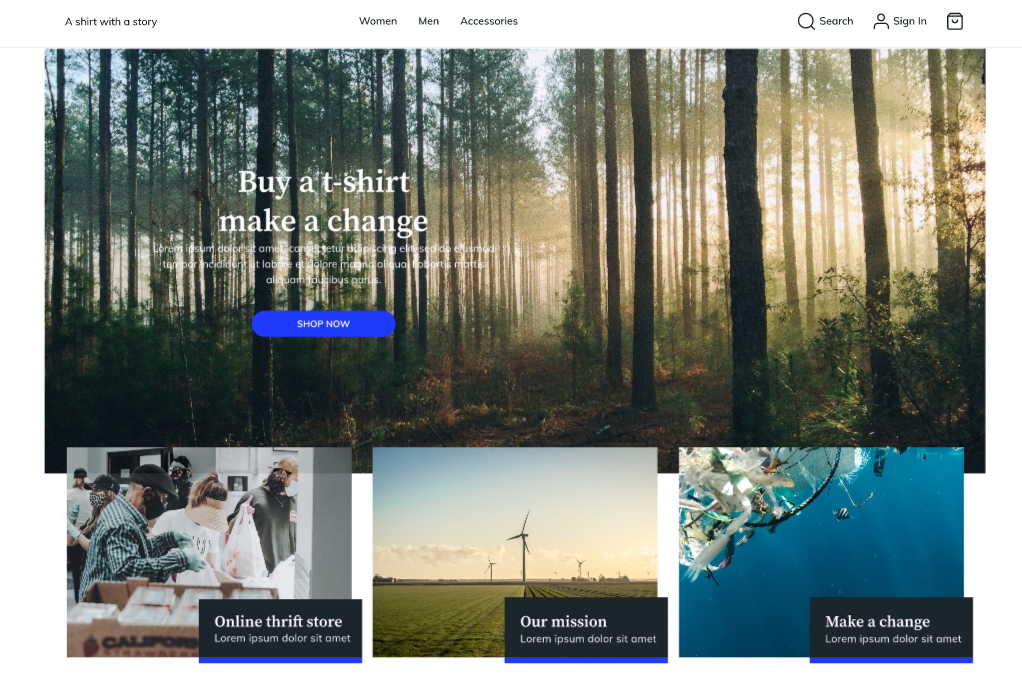 A shirt with a story
Women
Men
Accessories
Search
Sign In
Buy a t-shirt
make a change
Lorem ipsum dolor sit amet, consectetur adipiscing elit, sed do eiusmod
tempor incididunt ut labore et dolore magna aliqua. lobortis mattis
aliquam faucibus purus.
SHOP NOW
CALIFORN
STRAWBER
Online thrift store
Lorem ipsum dolor sit amet
Our mission
Lorem ipsum dolor sit amet
Make a change
Lorem ipsum dolor sit amet